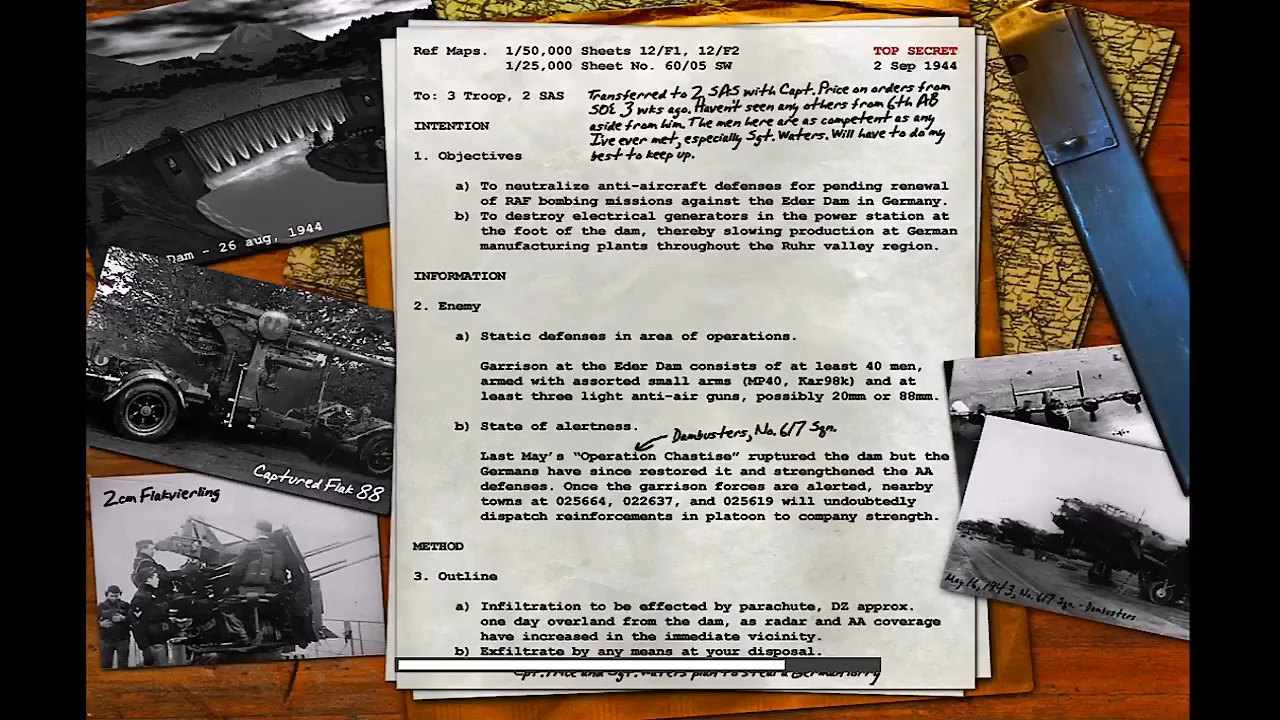 Ref Maps. 1/50,000 Sheets 12/F1, 12/F2
TOP SECRET
1/25,000 Sheet No. 60/05 SW
2 Sep 1944
To: 3 Troop, 2 SAS
Transferred to 2 SAS with Capt. Price on orders from
SOE 3 wks ago. Haven't seen any others from 6th AB
aside from him. The men here are as competent as any
I've ever met, especially Sgt. Waters. Will have to do my
best to keep up.
INTENTION
1. Objectives
a) To neutralize anti-aircraft defenses for pending renewal
of RAF bombing missions against the Eder Dam in Germany.
b) To destroy electrical generators in the power station at
the foot of the dam, thereby slowing production at German
manufacturing plants throughout the Ruhr valley region.
INFORMATION
2. Enemy
a) Static defenses in area of operations.
Garrison at the Eder Dam consists of at least 40 men,
armed with assorted small arms (MP40, Kar98k) and at
least three light anti-air guns, possibly 20mm or 88mm.
b) State of alertness.
Dambusters, No. 617 Sqn.
Last May's "Operation Chastise" ruptured the dam but the
Germans have since restored it and strengthened the AA
defenses. Once the garrison forces are alerted, nearby
towns at 025664, 022637, and 025619 will undoubtedly
dispatch reinforcements in platoon to company strength.
METHOD
3. Outline
a) Infiltration to be effected by parachute, DZ approx.
one day overland from the dam, as radar and AA coverage
have increased in the immediate vicinity.
b) Exfiltrate by any means at your disposal.
Cpt. Price and Sgt. Waters plan to steal a German lorry
Dam - 26 aug, 1944
Captured Flak 88
2cm Flakvierling
May 16, 1943, No. 617 Sqn. - Dambusters